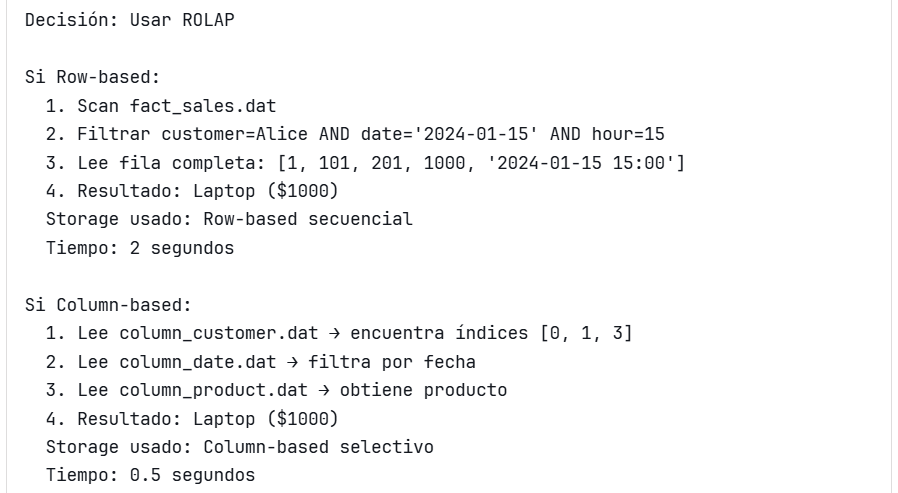 Decisión: Usar ROLAP
Si Row-based:
1. Scan fact_sales.dat
2. Filtrar customer=Alice AND date='2024-01-15' AND hour=15
3. Lee fila completa: [1, 101, 201, 1000, '2024-01-15 15:00']
4. Resultado: Laptop ($1000)
Storage usado: Row-based secuencial
Tiempo: 2 segundos
Si Column-based:
1. Lee column_customer.dat → encuentra índices [0, 1, 3]
2. Lee column_date.dat → filtra por fecha
3. Lee column_product.dat → obtiene producto
4. Resultado: Laptop ($1000)
Storage usado: Column-based selectivo
Tiempo: 0.5 segundos